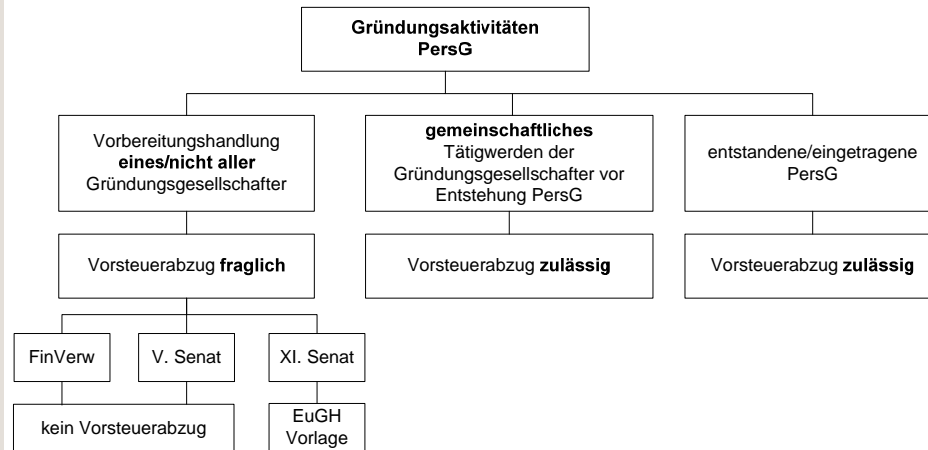 Gründungsaktivitäten
PersG
Vorbereitungshandlung
eines/nicht aller
Gründungsgesellschafter
gemeinschaftliches
Tätigwerden der
Gründungsgesellschafter vor
Entstehung PersG
entstandene/eingetragene
PersG
Vorsteuerabzug fraglich
Vorsteuerabzug zulässig
Vorsteuerabzug zulässig
FinVerw
V. Senat
XI. Senat
kein Vorsteuerabzug
EuGH
Vorlage